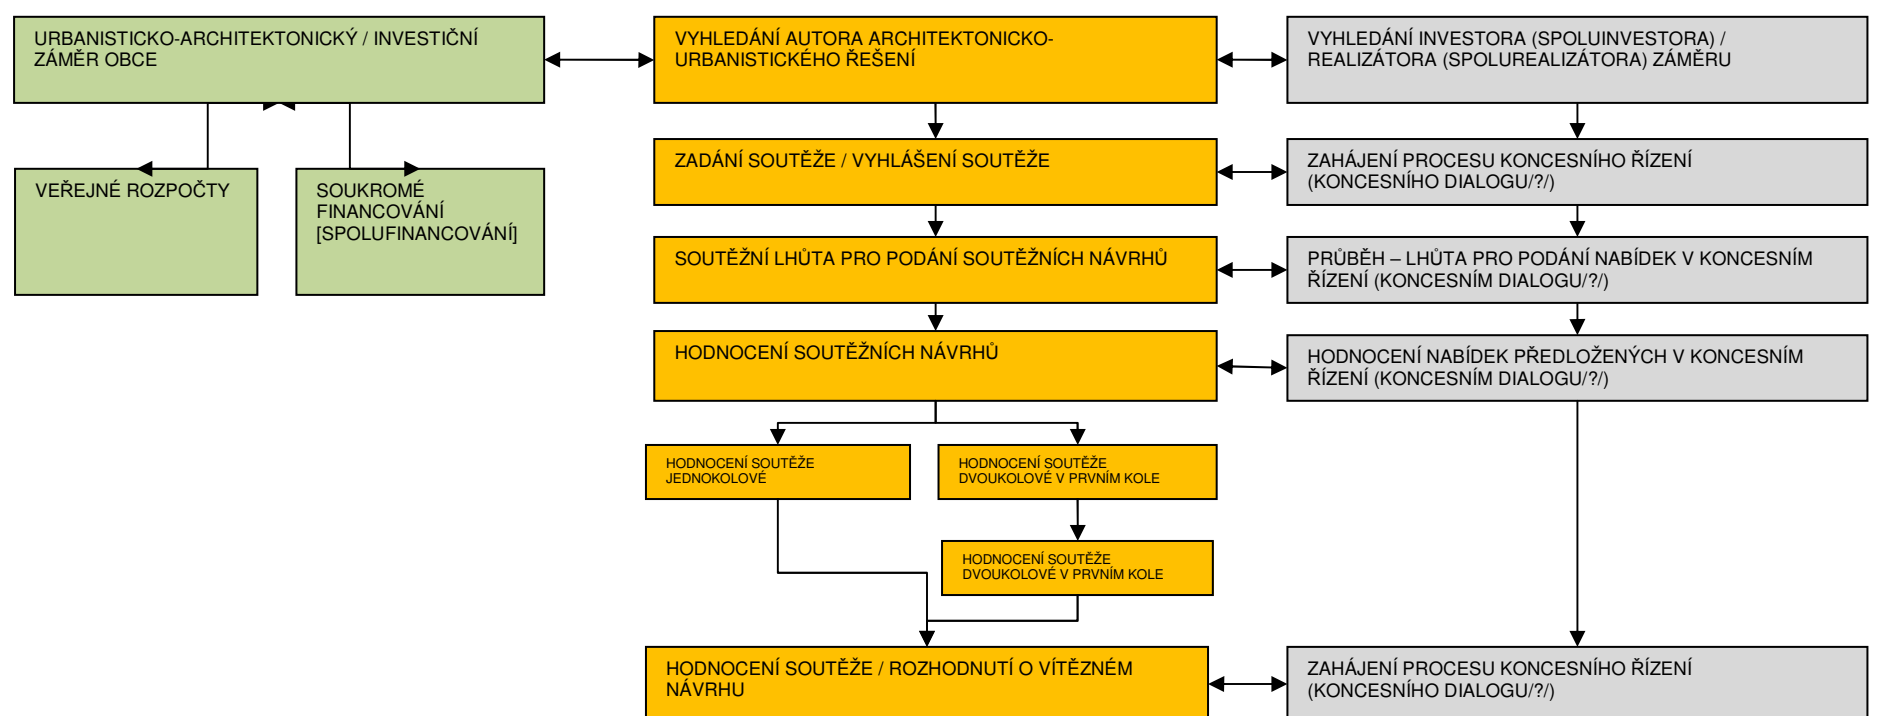 URBANISTICKO-ARCHITEKTONICKÝ / INVESTIČNÍ
ZÁMĚR OBCE
VEŘEJNÉ ROZPOČTY
SOUKROMÉ
FINANCOVÁNÍ
[SPOLUFINANCOVÁNÍ]
VYHLEDÁNÍ AUTORA ARCHITEKTONICKO-
URBANISTICKÉHO ŘEŠENÍ
VYHLEDÁNÍ INVESTORA (SPOLUINVESTORA) /
REALIZÁTORA (SPOLUREALIZÁTORA) ZÁMĚRU
ZADÁNÍ SOUTĚŽE / VYHLÁŠENÍ SOUTĚŽE
ZAHÁJENÍ PROCESU KONCESNÍHO ŘÍZENÍ
(KONCESNÍHO DIALOGU/?/)
SOUTĚŽNÍ LHŮTA PRO PODÁNÍ SOUTĚŽNÍCH NÁVRHŮ
PRŮBĚH – LHŮTA PRO PODÁNÍ NABÍDEK V KONCESNÍM
ŘÍZENÍ (KONCESNÍM DIALOGU/?/)
HODNOCENÍ SOUTĚŽNÍCH NÁVRHŮ
HODNOCENÍ NABÍDEK PŘEDLOŽENÝCH V KONCESNÍM
ŘÍZENÍ (KONCESNÍM DIALOGU/?/)
HODNOCENÍ SOUTĚŽE
JEDNOKOLOVÉ
HODNOCENÍ SOUTĚŽE
DVOUKOLOVÉ V PRVNÍM KOLE
HODNOCENÍ SOUTĚŽE
DVOUKOLOVÉ V PRVNÍM KOLE
HODNOCENÍ SOUTĚŽE / ROZHODNUTÍ O VÍTĚZNÉM
NÁVRHU
ZAHÁJENÍ PROCESU KONCESNÍHO ŘÍZENÍ
(KONCESNÍHO DIALOGU/?/)